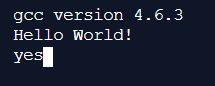 gcc version 4.6.3
Hello World!
yes